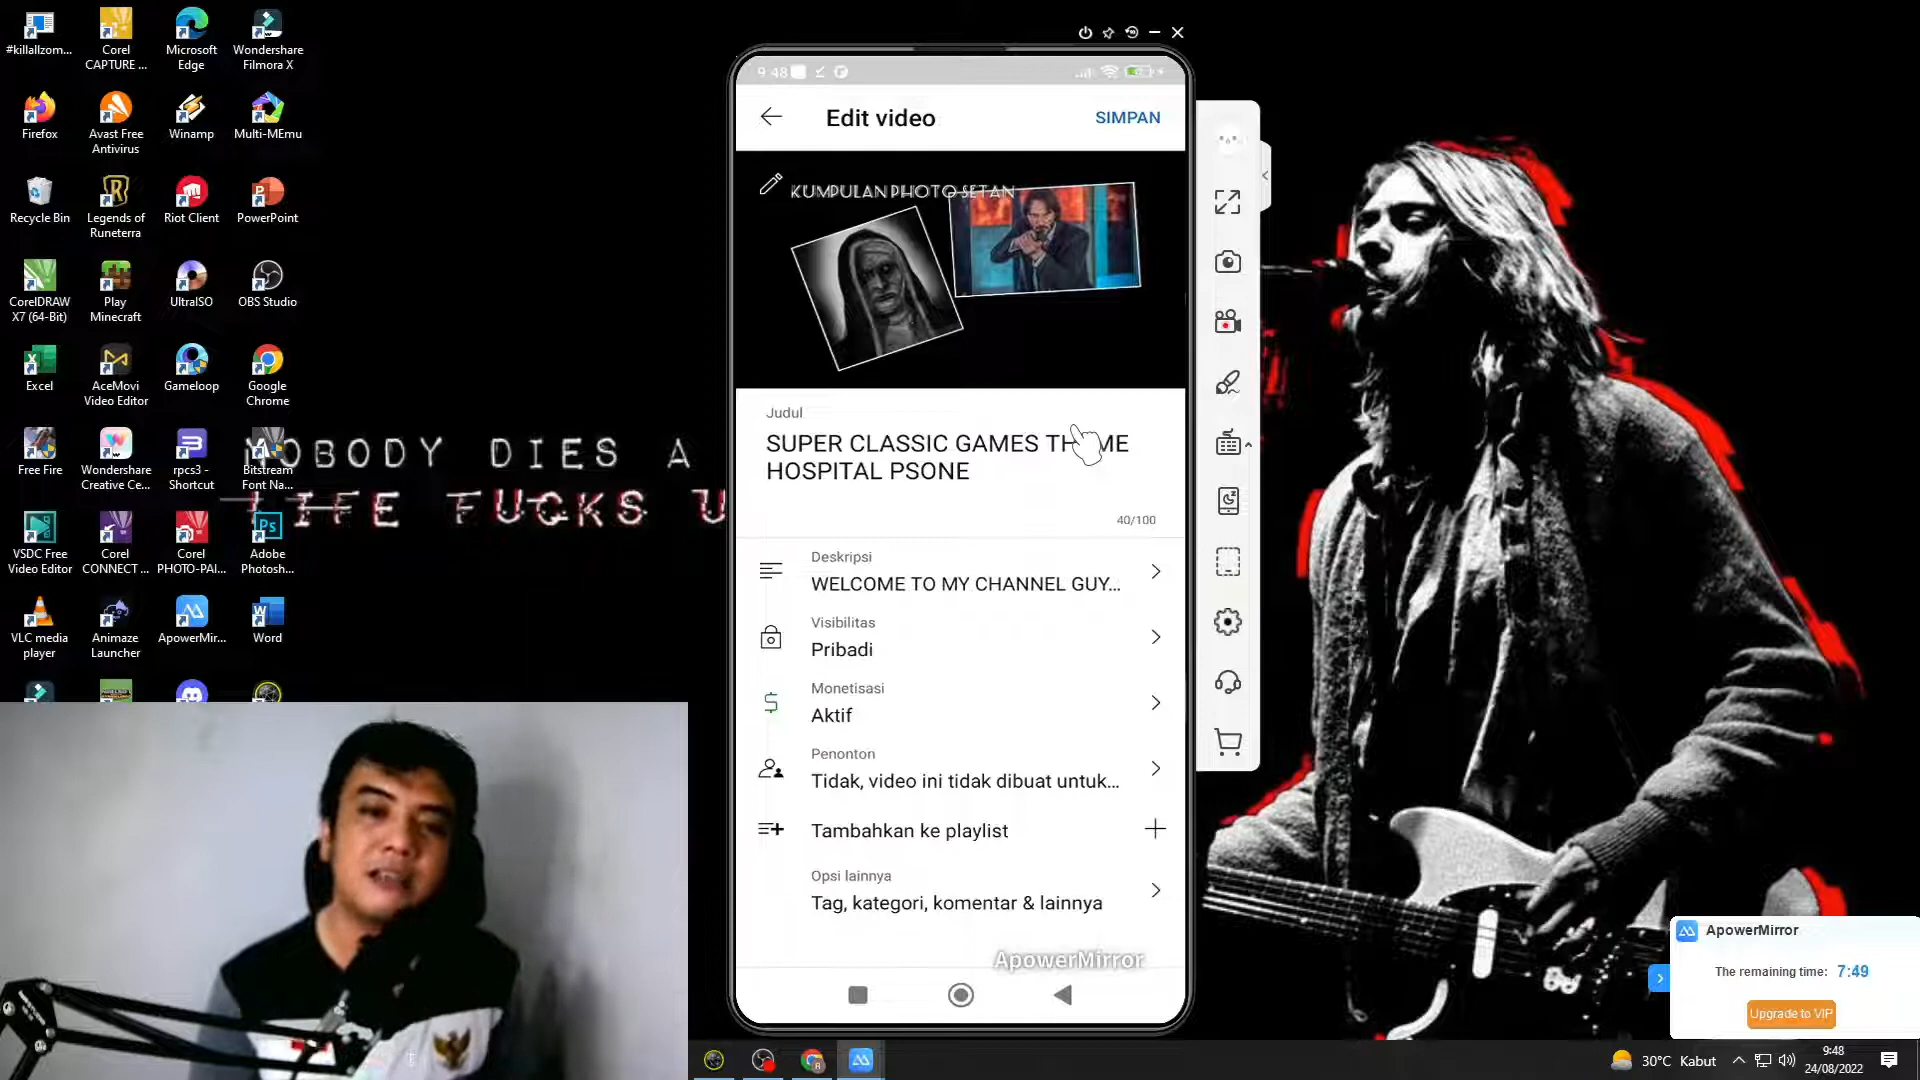 #killallzom...
Corel
CAPTURE ...
Microsoft
Edge
Wondershare
Filmora X
Firefox
Avast Free
Antivirus
Winamp
Multi-MEmu
Recycle Bin
Legends of
Runeterra
Riot Client
PowerPoint
CorelDRAW
X7 (64-Bit)
Play
Minecraft
UltraISO
OBS Studio
Excel
AceMovi
Video Editor
Gameloop
Google
Chrome
Free Fire
Wondershare
Creative Ce...
rpcs3 -
Shortcut
Bitstream
Font Na...
VSDC Free
Video Editor
Corel
CONNECT ...
Corel
PHOTO-PAI...
Adobe
Photosh...
VLC media
player
Animaze
Launcher
ApowerMir...
Word
NOBODY DIES A
LIFE FUCKS U
9:48
Edit video
SIMPAN
KUMPULAN PHOTO SETAN
Judul
SUPER CLASSIC GAMES THEME
HOSPITAL PSONE
40/100
Deskripsi
WELCOME TO MY CHANNEL GUY...
Visibilitas
Pribadi
Monetisasi
Aktif
Penonton
Tidak, video ini tidak dibuat untuk...
Tambahkan ke playlist
Opsi lainnya
Tag, kategori, komentar & lainnya
ApowerMirror
ApowerMirror
The remaining time: 7:49
Upgrade to VIP
30°C Kabut
9:48
24/08/2022